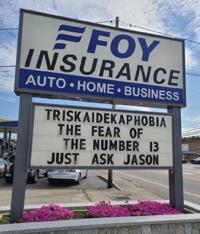 FOY
INSURANCE
AUTO • HOME • BUSINESS
TRISKAIDEKAPHOBIA
THE FEAR OF
THE NUMBER 13
JUST ASK JASON